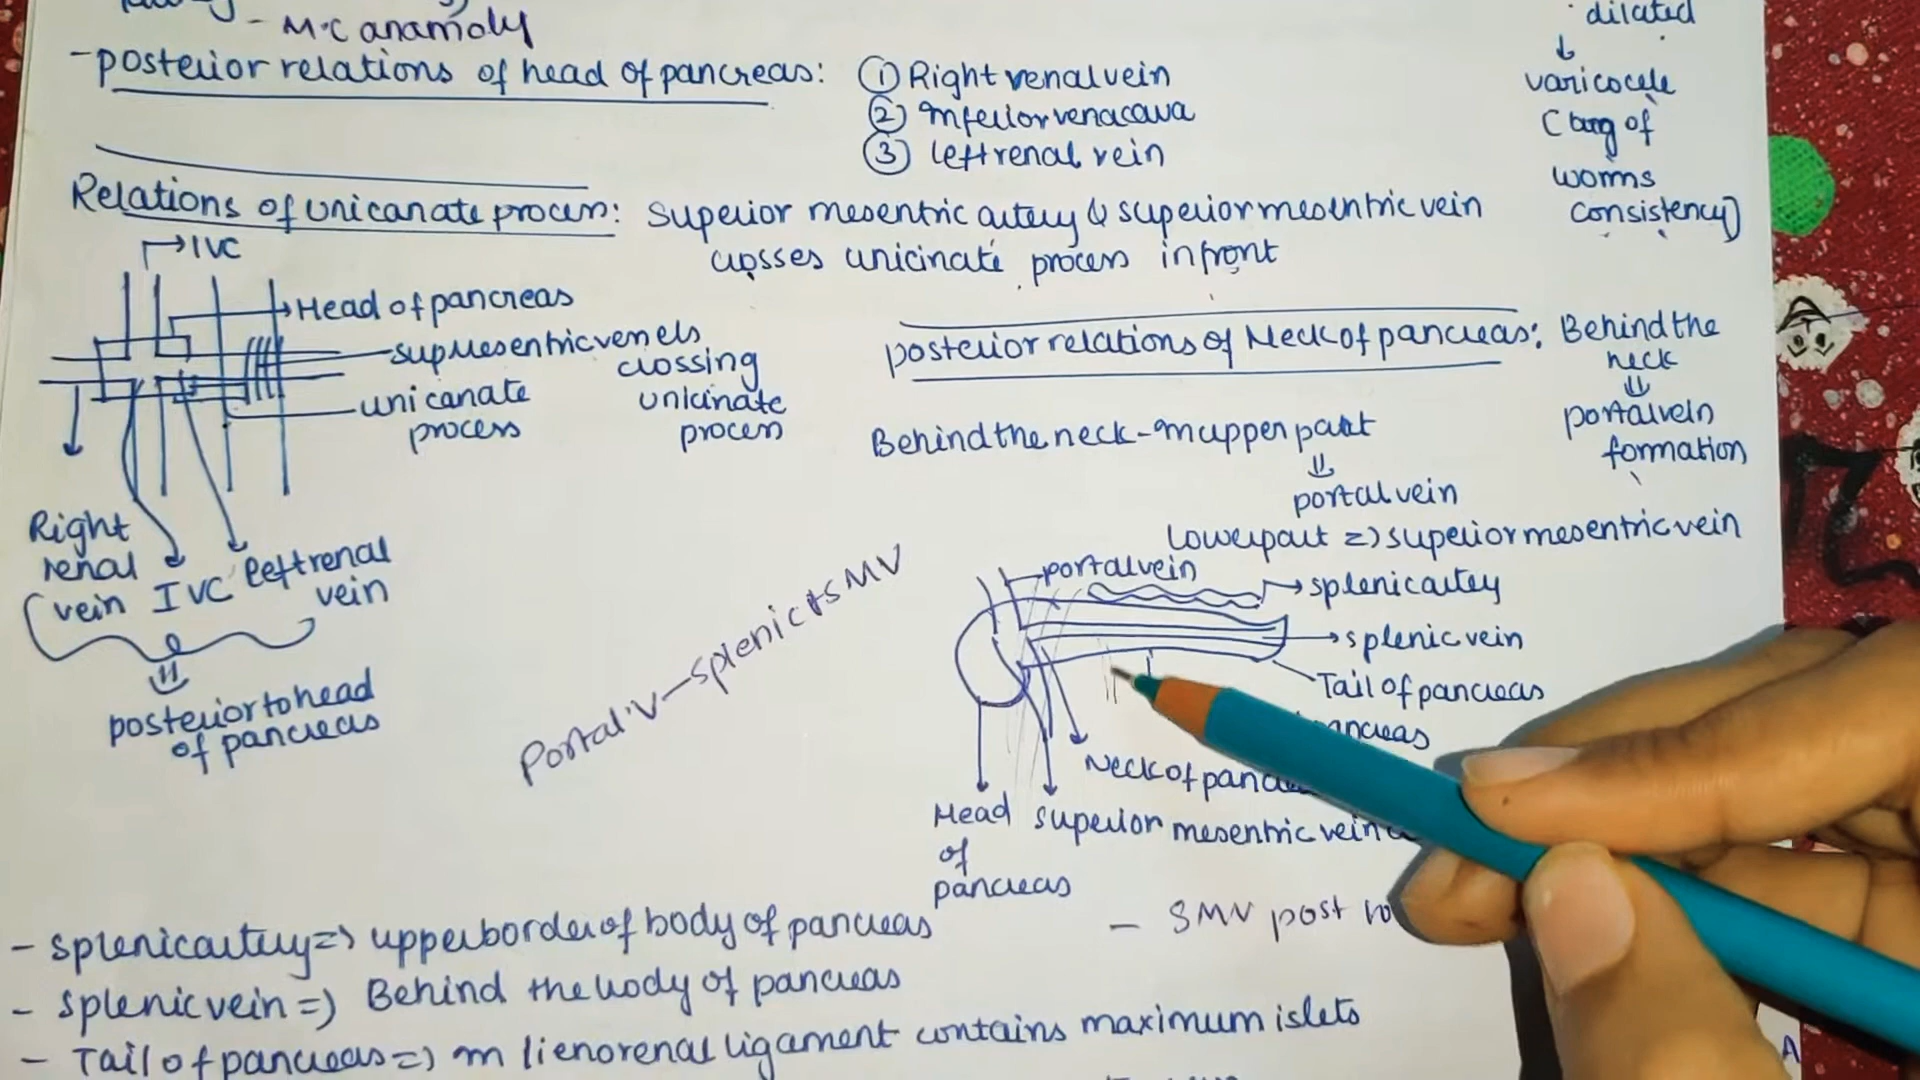 - M.C anamoly
- posterior relations of head of pancreas: ① Right renal vein
② Inferior venacava
③ left renal vein
dilated
↓
varicocele
(bag of
worms
consistency)
Relations of unicanate process: Superior mesentric artery & superior mesentric vein
crosses unicinate process infront
→ IVC
Head of pancreas
sup Mesentric vessels
crossing
unicinate
process
unicanate
process
Right
renal
vein
IVC
left renal
vein
posterior to head
of pancreas
posterior relations of Neck of pancreas: Behind the
neck
⇓
portal vein
formation
Behind the neck - In upper part
⇓
portal vein
Lower part => superior mesentric vein
portal vein
→ splenic artey
→ splenic vein
Tail of pancreas
Neck of
Head
of
pancreas
superior mesentric vein
Portal V - splenic + SMV
- SMV post
- splenic artery => upper border of body of pancreas
- splenic vein => Behind the body of pancreas
- Tail of pancreas => In lienorenal ligament contains maximum islets